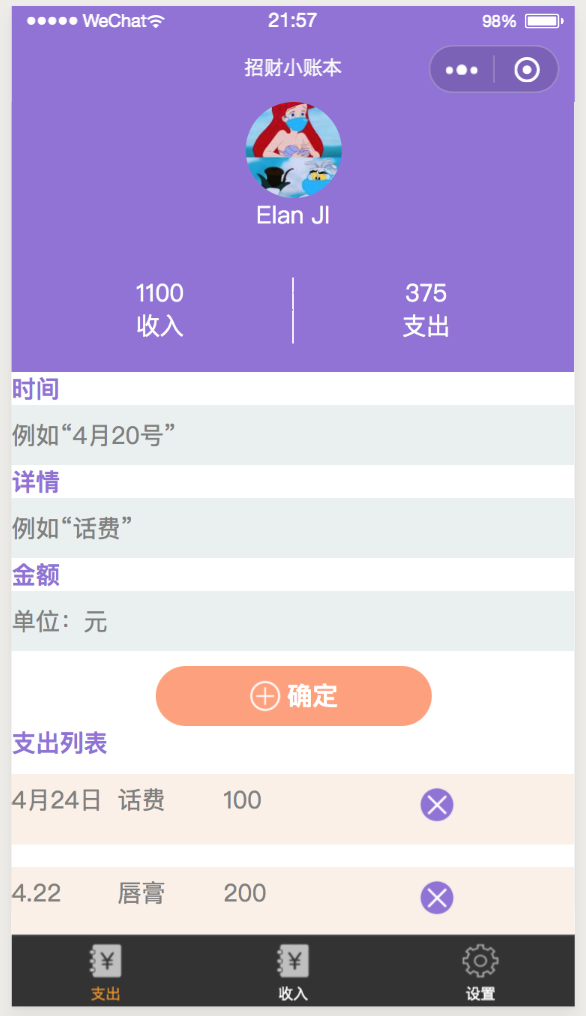 ●●●●● WeChat 21:57 98%
招财小账本
Elan JI
1100 375
收入 支出
时间
例如“4月20号”
详情
例如“话费”
金额
单位：元
确定
支出列表
4月24日 话费 100
4.22 唇膏 200
支出 收入 设置